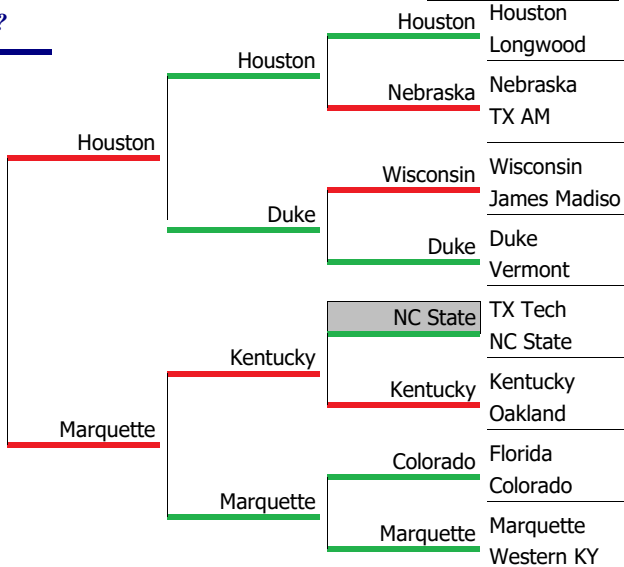 ?
Houston
Marquette
Houston
Duke
Kentucky
Marquette
Houston
Nebraska
Wisconsin
Duke
NC State
Kentucky
Colorado
Marquette
Houston
Longwood
Nebraska
TX AM
Wisconsin
James Madiso
Duke
Vermont
TX Tech
NC State
Kentucky
Oakland
Florida
Colorado
Marquette
Western KY